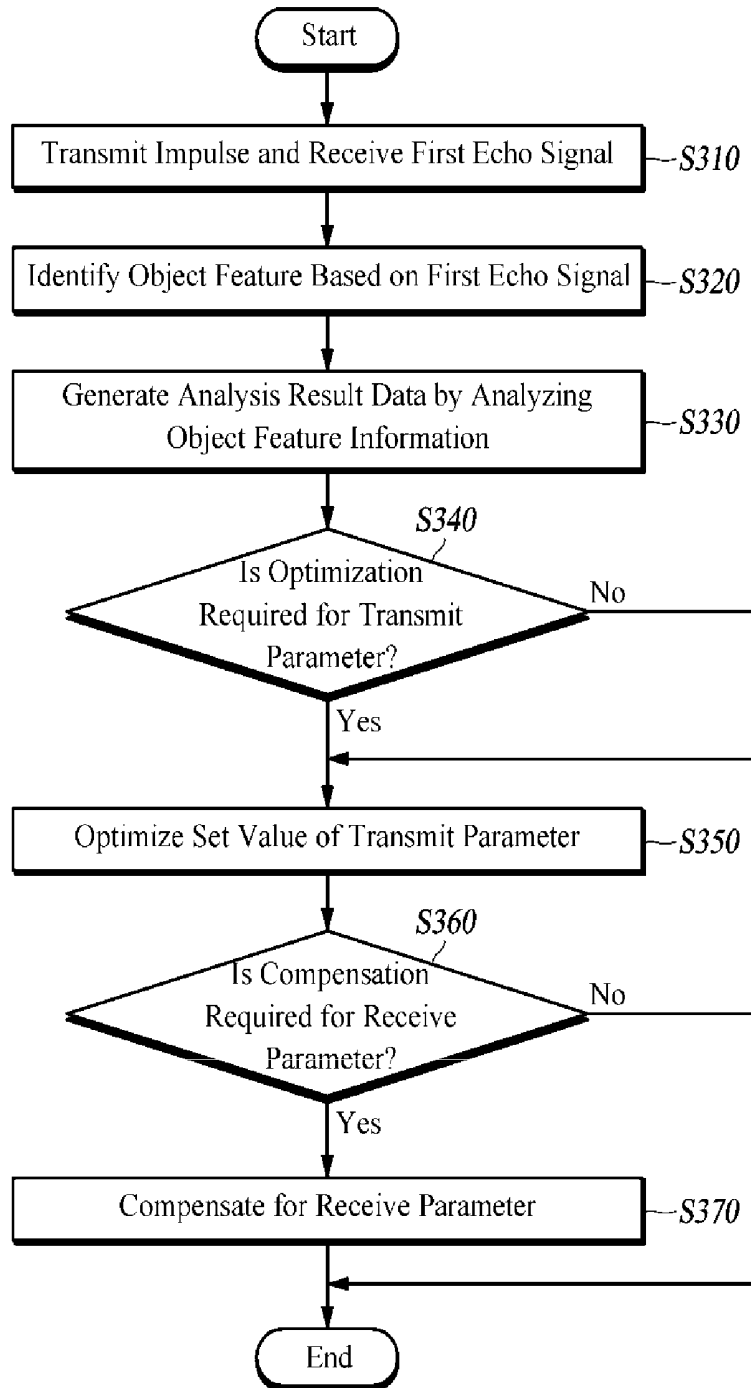 Start
Transmit Impulse and Receive First Echo Signal
S310
Identify Object Feature Based on First Echo Signal
S320
Generate Analysis Result Data by Analyzing
Object Feature Information
S330
S340
Is Optimization
Required for Transmit
Parameter?
No
Yes
Optimize Set Value of Transmit Parameter
S350
S360
Is Compensation
Required for Receive
Parameter?
No
Yes
Compensate for Receive Parameter
S370
End